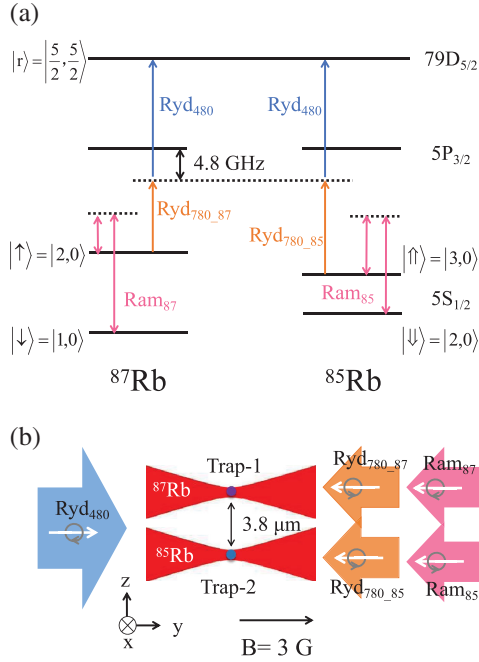 (a)
|r⟩=|5/2, 5/2⟩
79D5/2
Ryd480
Ryd480
4.8 GHz
5P3/2
Ryd780_87
Ryd780_85
|↑⟩=|2,0⟩
|⇑⟩=|3,0⟩
Ram87
Ram85
5S1/2
|↓⟩=|1,0⟩
|⇓⟩=|2,0⟩
87Rb
85Rb
(b)
Trap-1
Ryd780_87
Ram87
87Rb
Ryd480
3.8 μm
85Rb
Trap-2
Ryd780_85
Ram85
z
y
x
B= 3 G